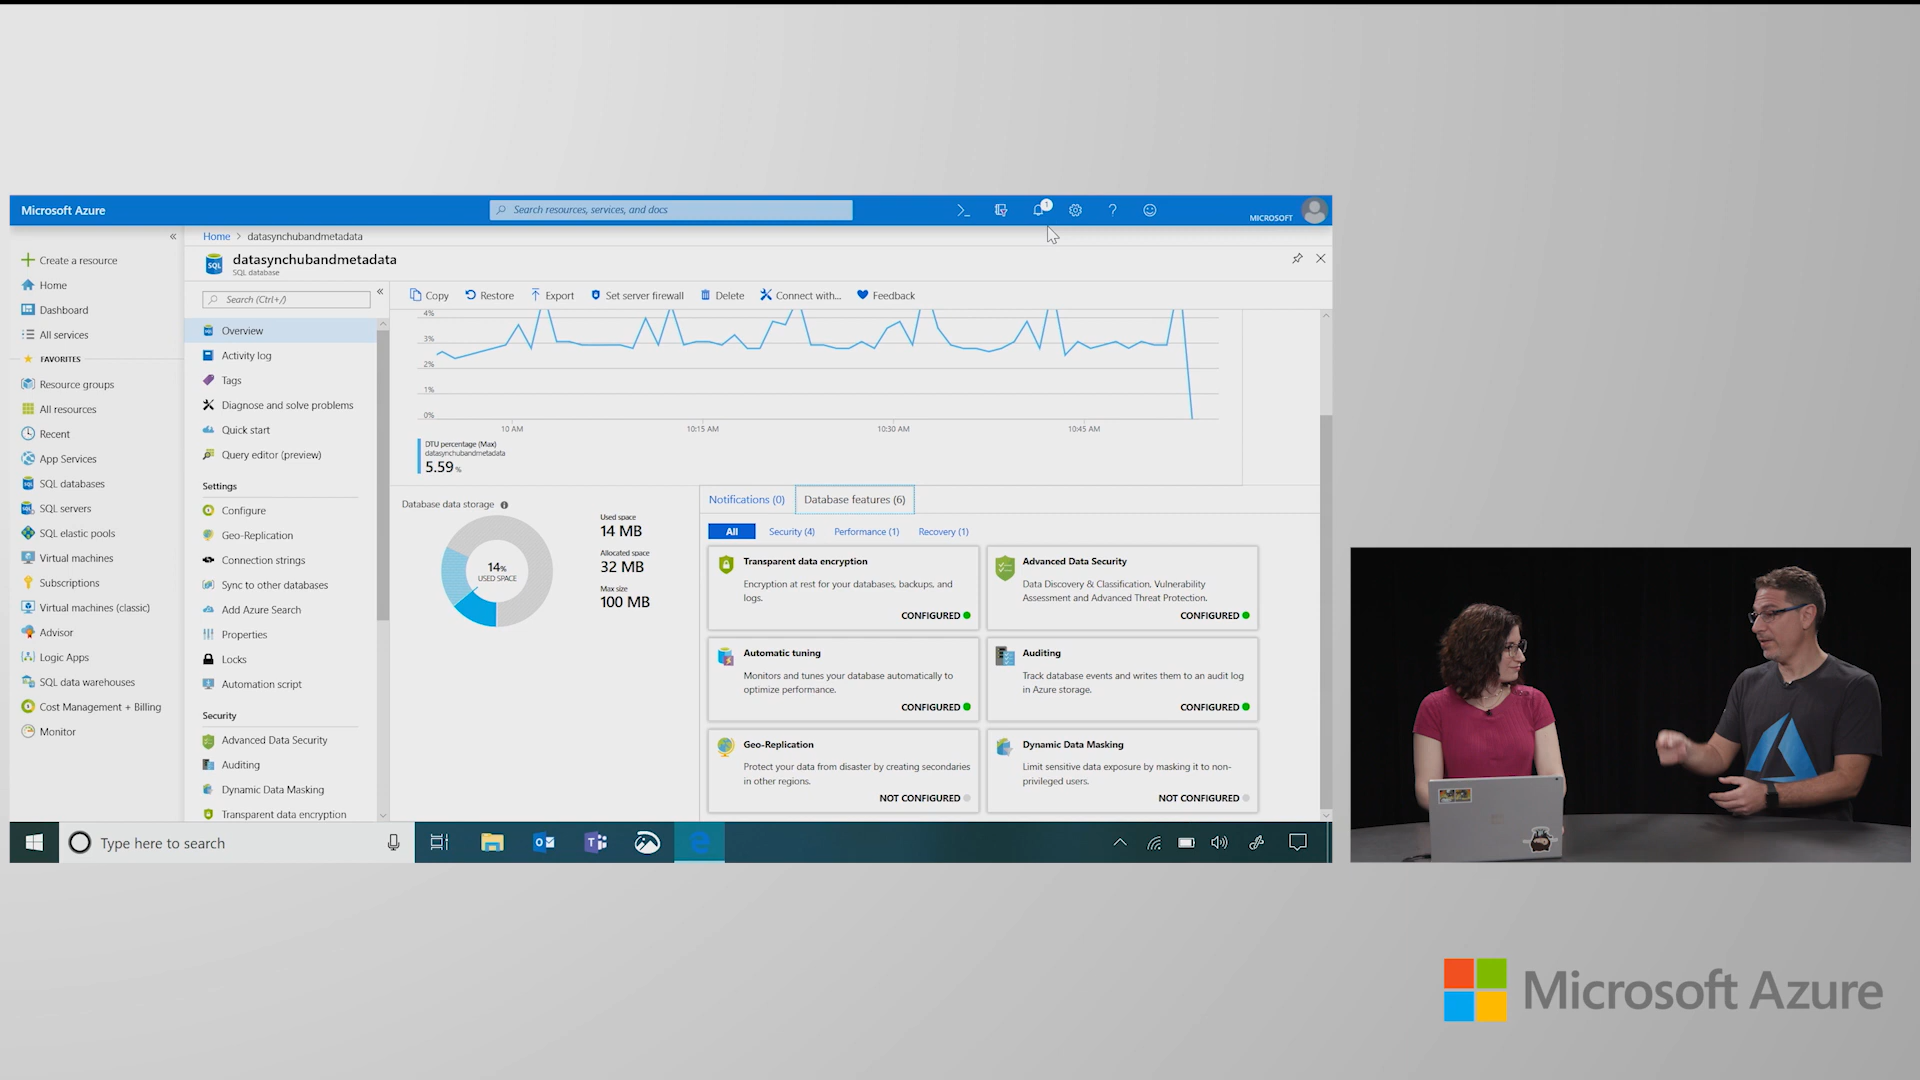 Microsoft Azure
Search resources, services, and docs
1
MICROSOFT
Home > datasynchubandmetadata
datasynchubandmetadata
SQL database
Create a resource
Home
Dashboard
All services
FAVORITES
Resource groups
All resources
Recent
App Services
SQL databases
SQL servers
SQL elastic pools
Virtual machines
Subscriptions
Virtual machines (classic)
Advisor
Logic Apps
SQL data warehouses
Cost Management + Billing
Monitor
Search (Ctrl+/)
Overview
Activity log
Tags
Diagnose and solve problems
Quick start
Query editor (preview)
Settings
Configure
Geo-Replication
Connection strings
Sync to other databases
Add Azure Search
Properties
Locks
Automation script
Security
Advanced Data Security
Auditing
Dynamic Data Masking
Transparent data encryption
Copy Restore Export Set server firewall Delete Connect with... Feedback
4%
3%
2%
1%
0%
10 AM 10:15 AM 10:30 AM 10:45 AM
DTU percentage (Max)
datasynchubandmetadata
5.59 %
Database data storage
14%
USED SPACE
Used space
14 MB
Allocated space
32 MB
Max size
100 MB
Notifications (0) Database features (6)
All Security (4) Performance (1) Recovery (1)
Transparent data encryption
Encryption at rest for your databases, backups, and
logs.
CONFIGURED
Advanced Data Security
Data Discovery & Classification, Vulnerability
Assessment and Advanced Threat Protection.
CONFIGURED
Automatic tuning
Monitors and tunes your database automatically to
optimize performance.
CONFIGURED
Auditing
Track database events and writes them to an audit log
in Azure storage.
CONFIGURED
Geo-Replication
Protect your data from disaster by creating secondaries
in other regions.
NOT CONFIGURED
Dynamic Data Masking
Limit sensitive data exposure by masking it to non-
privileged users.
NOT CONFIGURED
Type here to search
Microsoft Azure